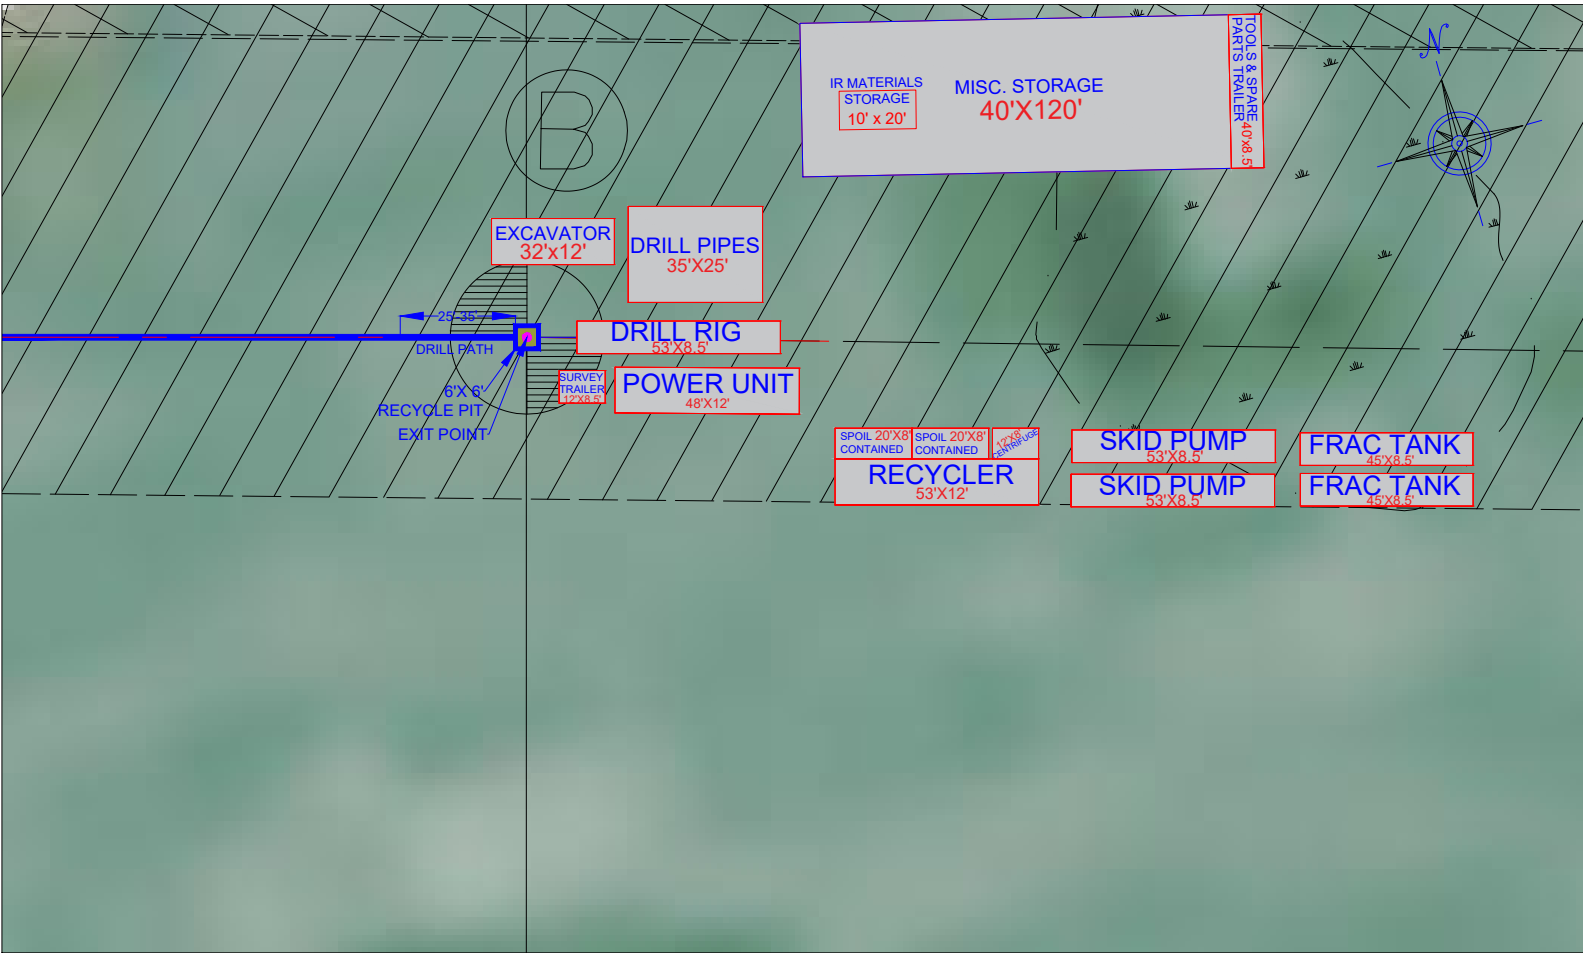 N
TOOLS & SPARE
PARTS TRAILER
40'x8.5'
IR MATERIALS
STORAGE
10' x 20'
MISC. STORAGE
40'X120'
B
EXCAVATOR
32'x12'
DRILL PIPES
35'X25'
25-35'
DRILL RIG
53'X8.5'
DRILL PATH
SURVEY
TRAILER
12'X8.5'
POWER UNIT
48'X12'
6'X 6'
RECYCLE PIT
EXIT POINT
SPOIL 20'X8'
CONTAINED
SPOIL 20'X8'
CONTAINED
12'X8'
CENTRIFUGE
RECYCLER
53'X12'
SKID PUMP
53'X8.5'
FRAC TANK
45'X8.5'
SKID PUMP
53'X8.5'
FRAC TANK
45'X8.5'